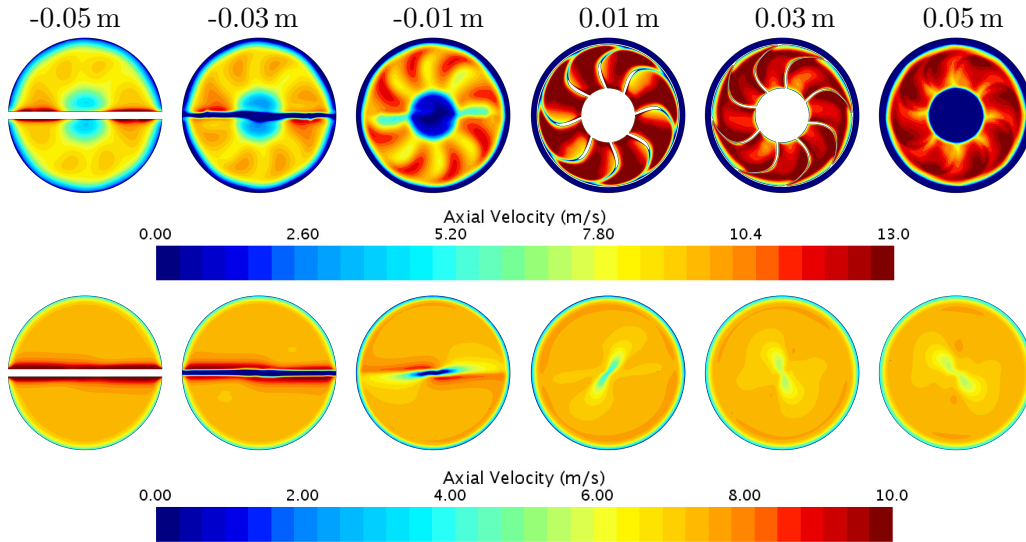 -0.05 m -0.03 m -0.01 m 0.01 m 0.03 m 0.05 m
Axial Velocity (m/s)
0.00 2.60 5.20 7.80 10.4 13.0
Axial Velocity (m/s)
0.00 2.00 4.00 6.00 8.00 10.0